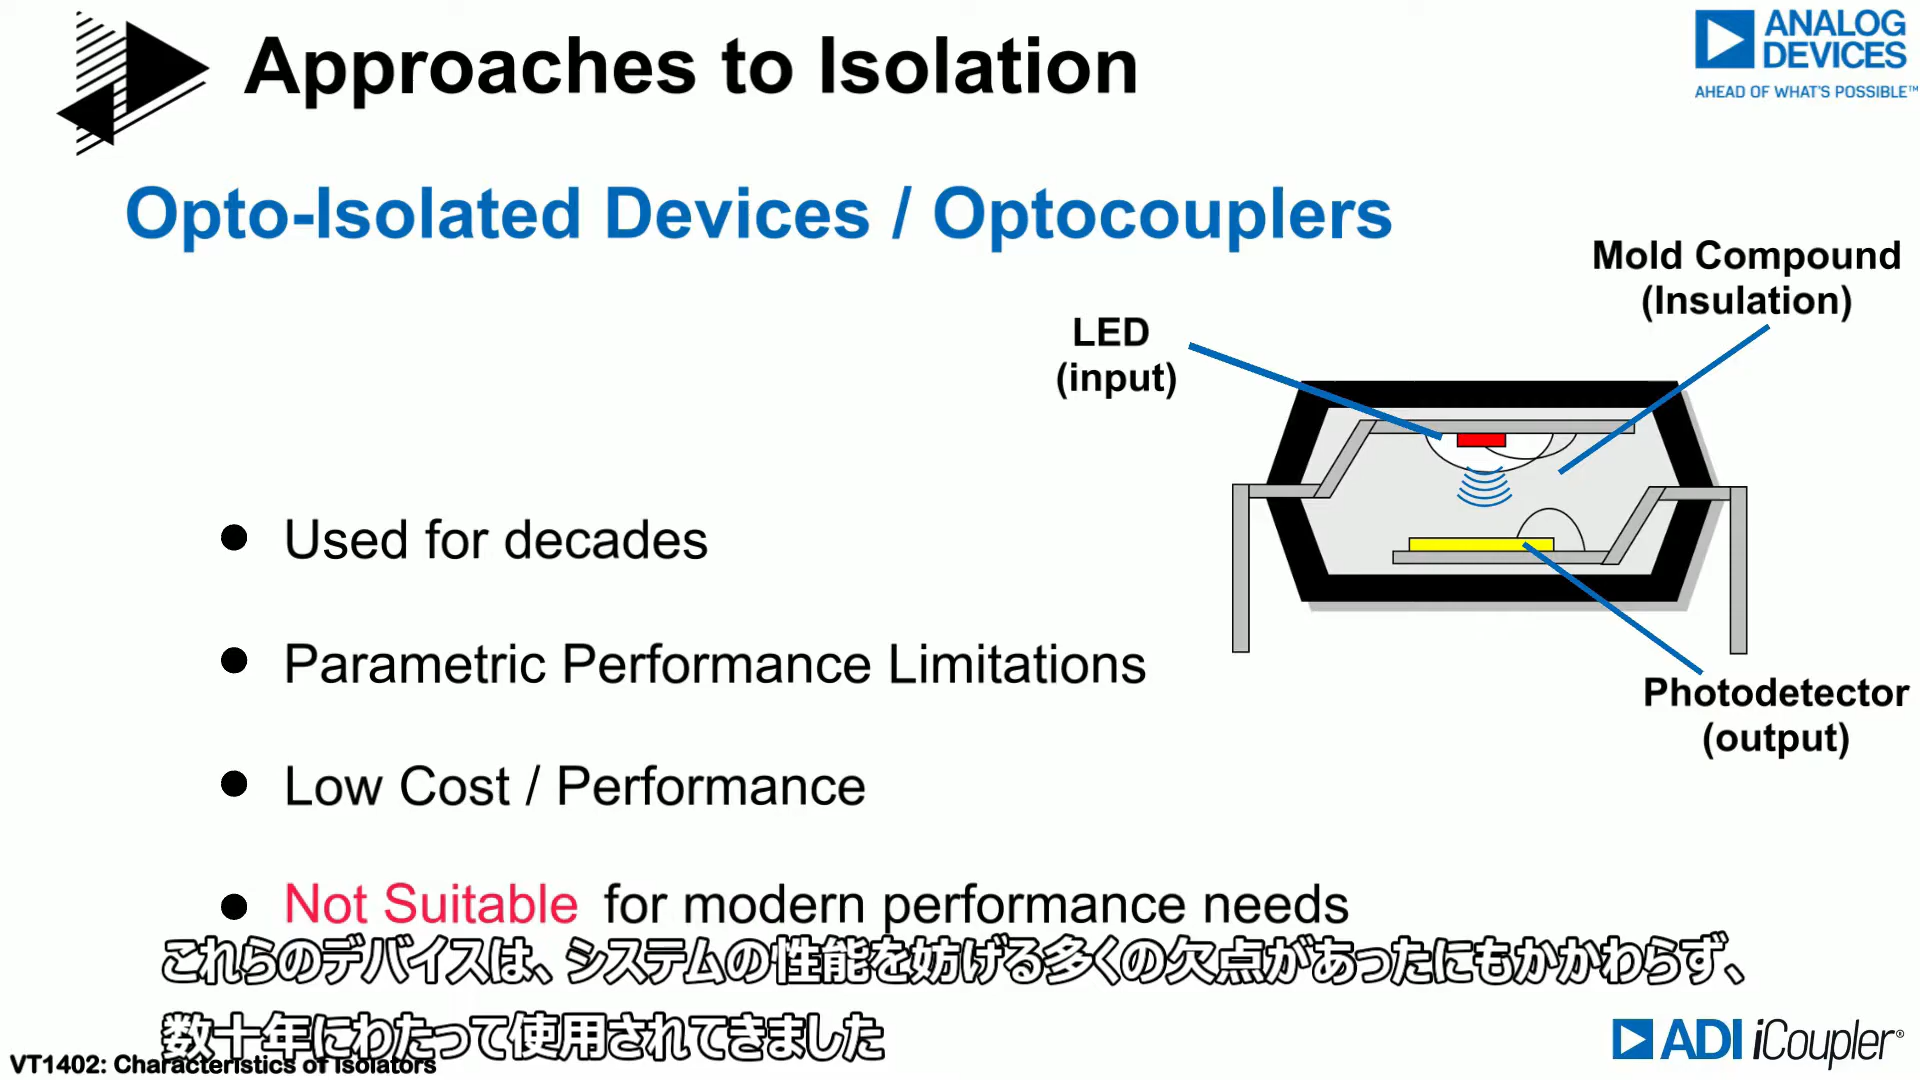 Approaches to Isolation
ANALOG
DEVICES
AHEAD OF WHAT'S POSSIBLE™
Opto-Isolated Devices / Optocouplers
Mold Compound
(Insulation)
LED
(input)
Used for decades
Parametric Performance Limitations
Photodetector
(output)
Low Cost / Performance
Not Suitable for modern performance needs
これらのデバイスは、システムの性能を妨げる多くの欠点があったにもかかわらず、
数十年にわたって使用されてきました
VT1402: Characteristics of Isolators
ADI iCoupler®